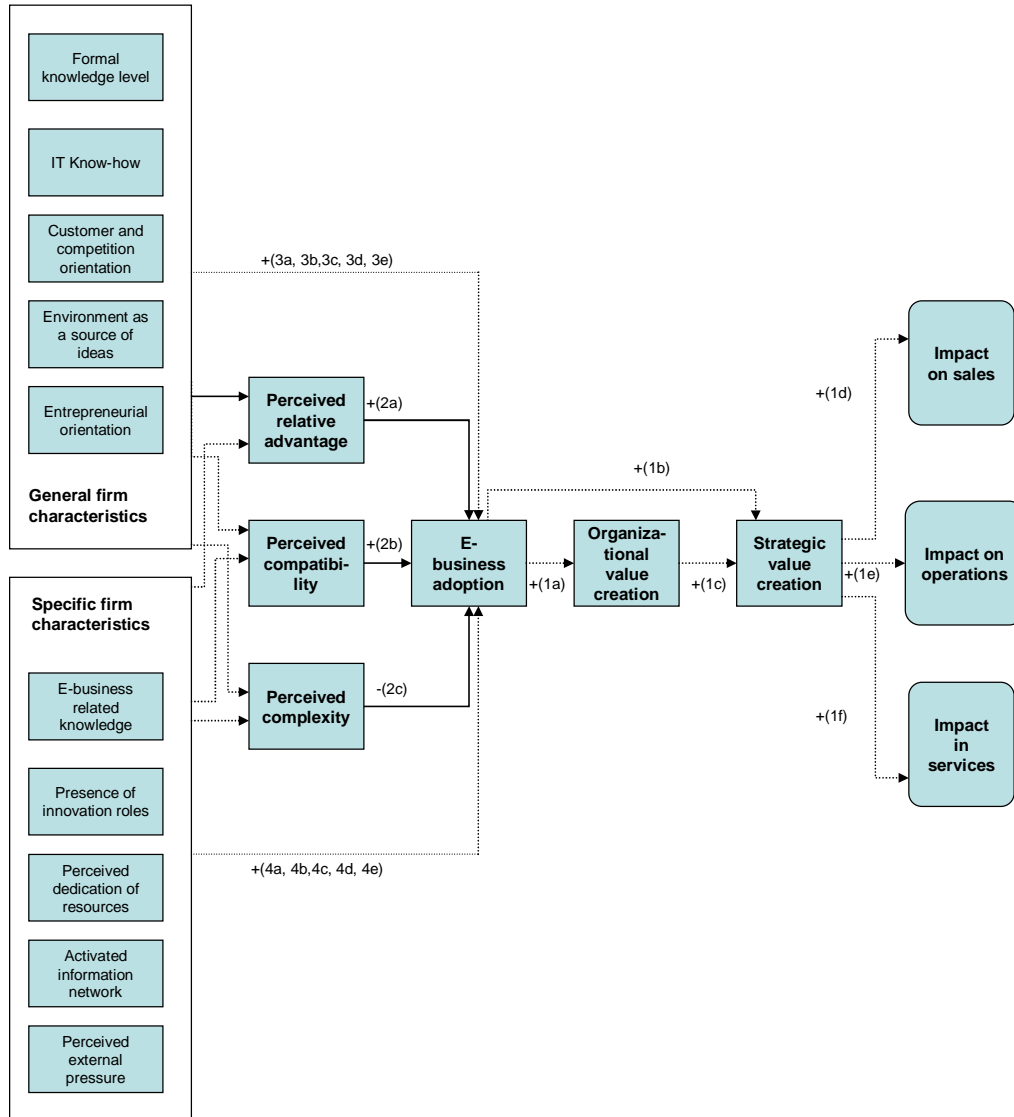 Formal
knowledge level
IT Know-how
Customer and
competition
orientation
Environment as
a source of
ideas
Entrepreneurial
orientation
General firm
characteristics
Specific firm
characteristics
E-business
related
knowledge
Presence of
innovation roles
Perceived
dedication of
resources
Activated
information
network
Perceived
external
pressure
+(3a, 3b,3c, 3d, 3e)
Perceived
relative
advantage
+(2a)
Perceived
compatibi-
lity
+(2b)
Perceived
complexity
-(2c)
+(4a, 4b,4c, 4d, 4e)
E-
business
adoption
+(1a)
+(1b)
Organiza-
tional
value
creation
+(1c)
Strategic
value
creation
+(1d)
+(1e)
+(1f)
Impact
on sales
Impact on
operations
Impact
in
services